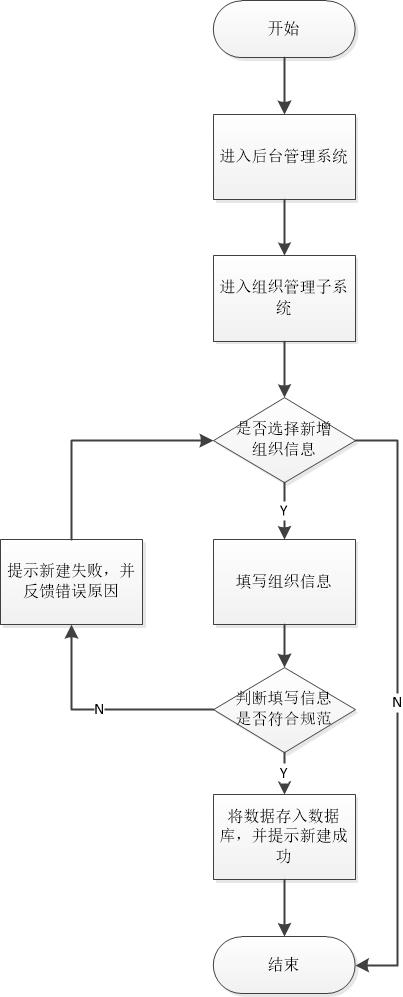 开始
进入后台管理系统
进入组织管理子系
统
是否选择新增
组织信息
Y
提示新建失败，并
反馈错误原因
填写组织信息
判断填写信息
是否符合规范
N
N
Y
将数据存入数据
库，并提示新建成
功
结束